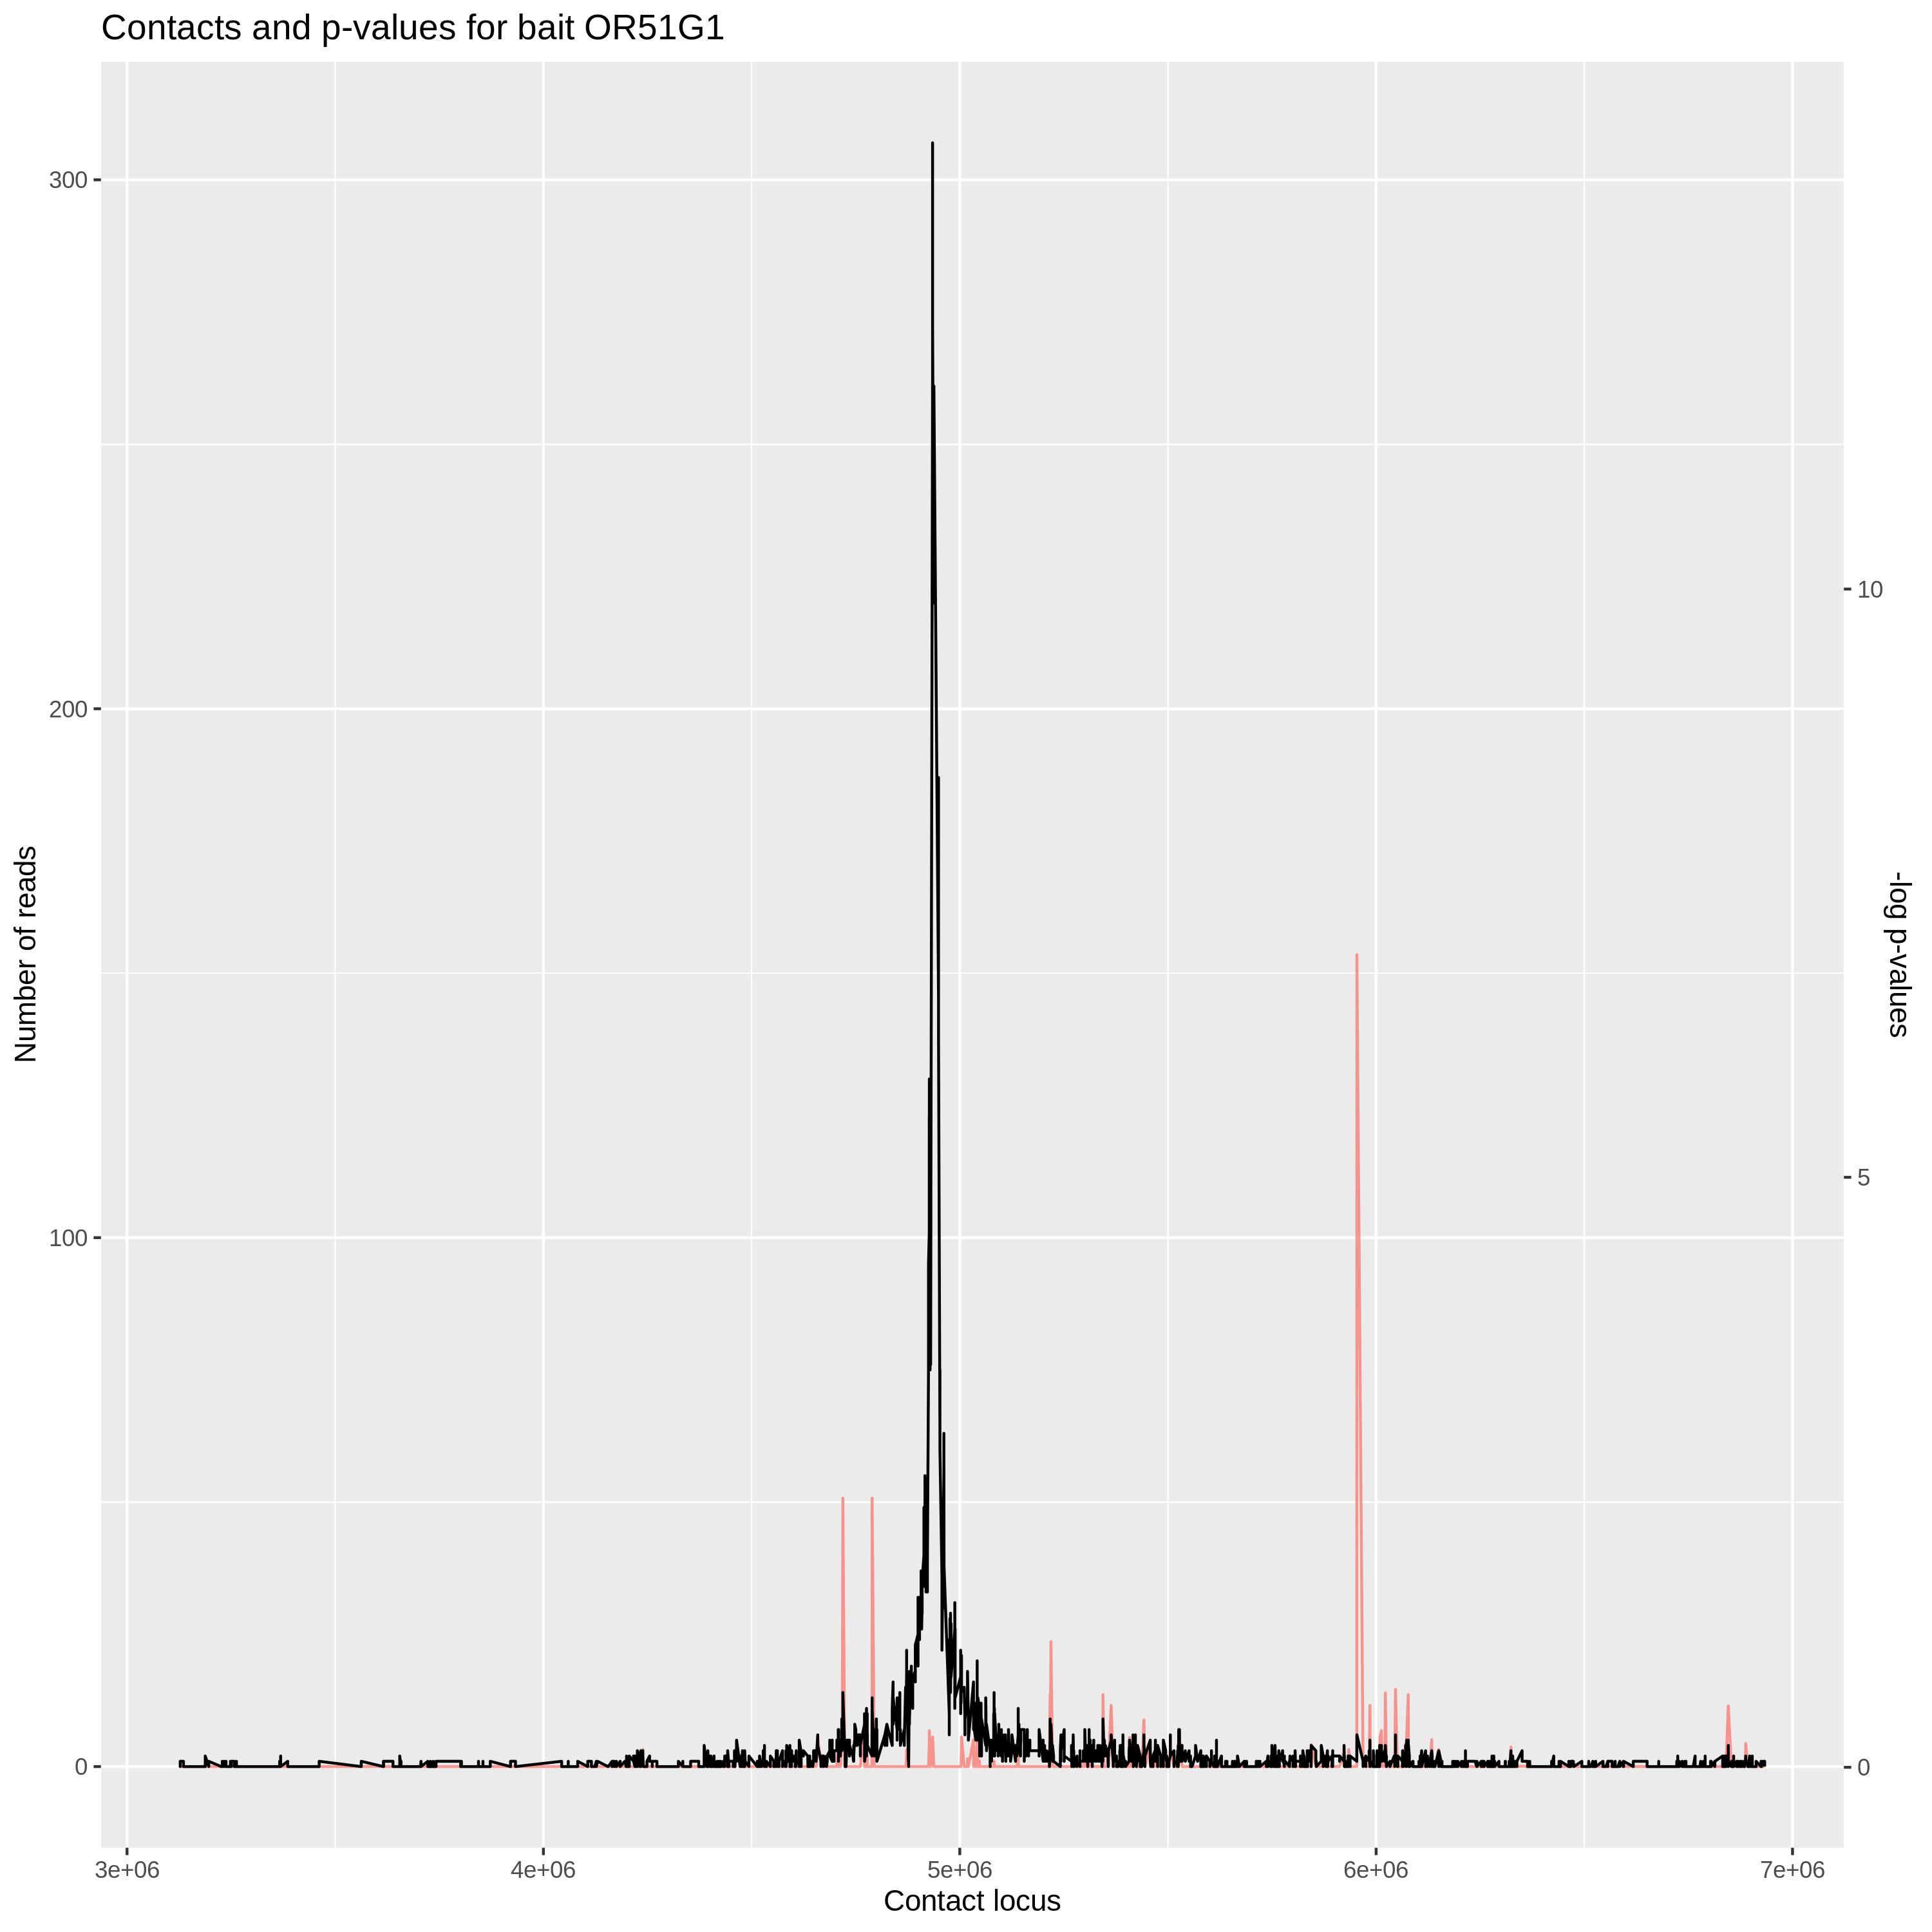 Contacts and p-values for bait OR51G1
300
200
100
0
Number of reads
10
5
0
-log p-values
3e+06
4e+06
5e+06
6e+06
7e+06
Contact locus